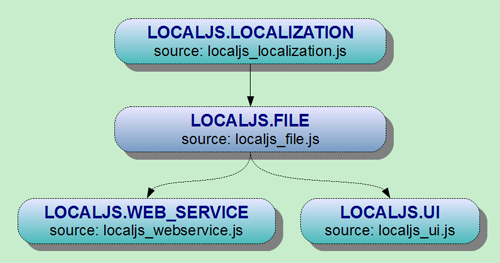 LOCALJS.LOCALIZATION
source: localjs_localization.js
LOCALJS.FILE
source: localjs_file.js
LOCALJS.WEB_SERVICE
source: localjs_webservice.js
LOCALJS.UI
source: localjs_ui.js